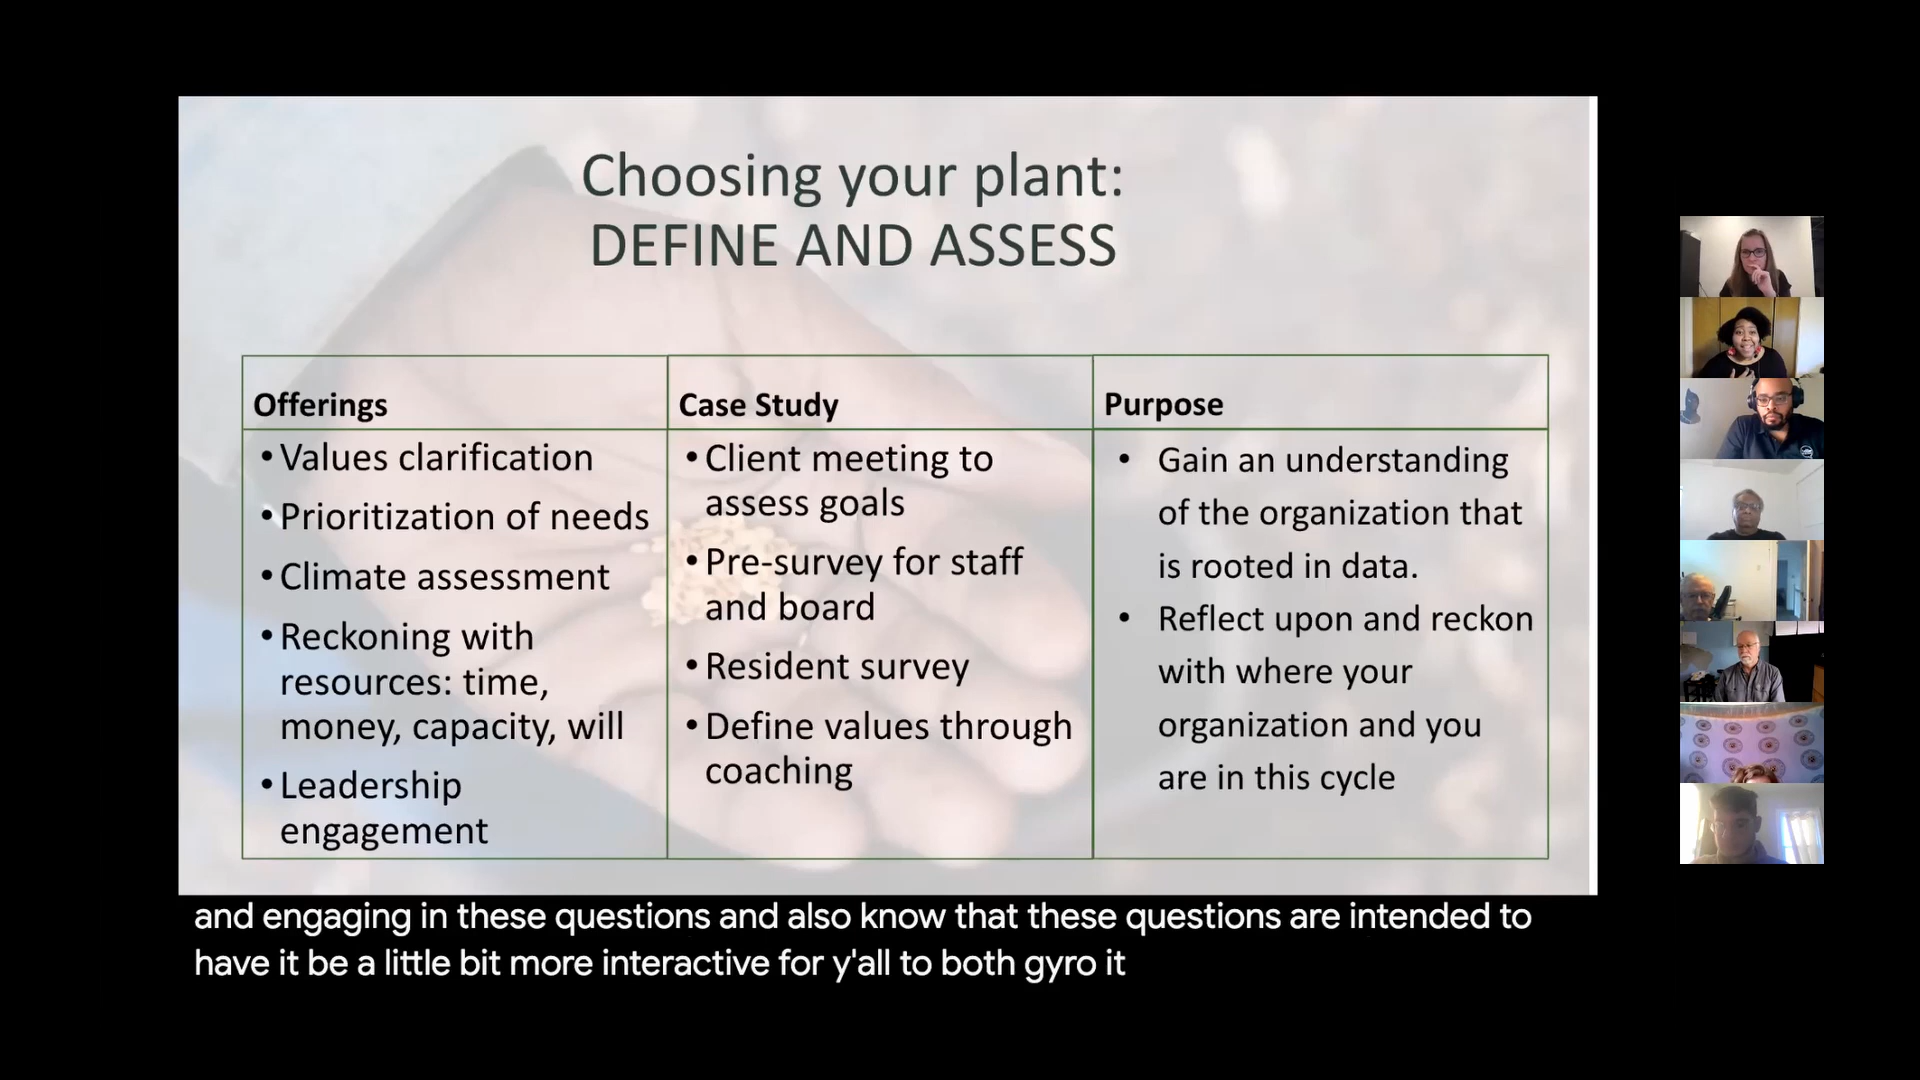 Choosing your plant:
DEFINE AND ASSESS
Offerings
• Values clarification
• Prioritization of needs
• Climate assessment
• Reckoning with
resources: time,
money, capacity, will
• Leadership
engagement
Case Study
• Client meeting to
assess goals
• Pre-survey for staff
and board
• Resident survey
• Define values through
coaching
Purpose
• Gain an understanding
of the organization that
is rooted in data.
• Reflect upon and reckon
with where your
organization and you
are in this cycle
and engaging in these questions and also know that these questions are intended to
have it be a little bit more interactive for y'all to both gyro it